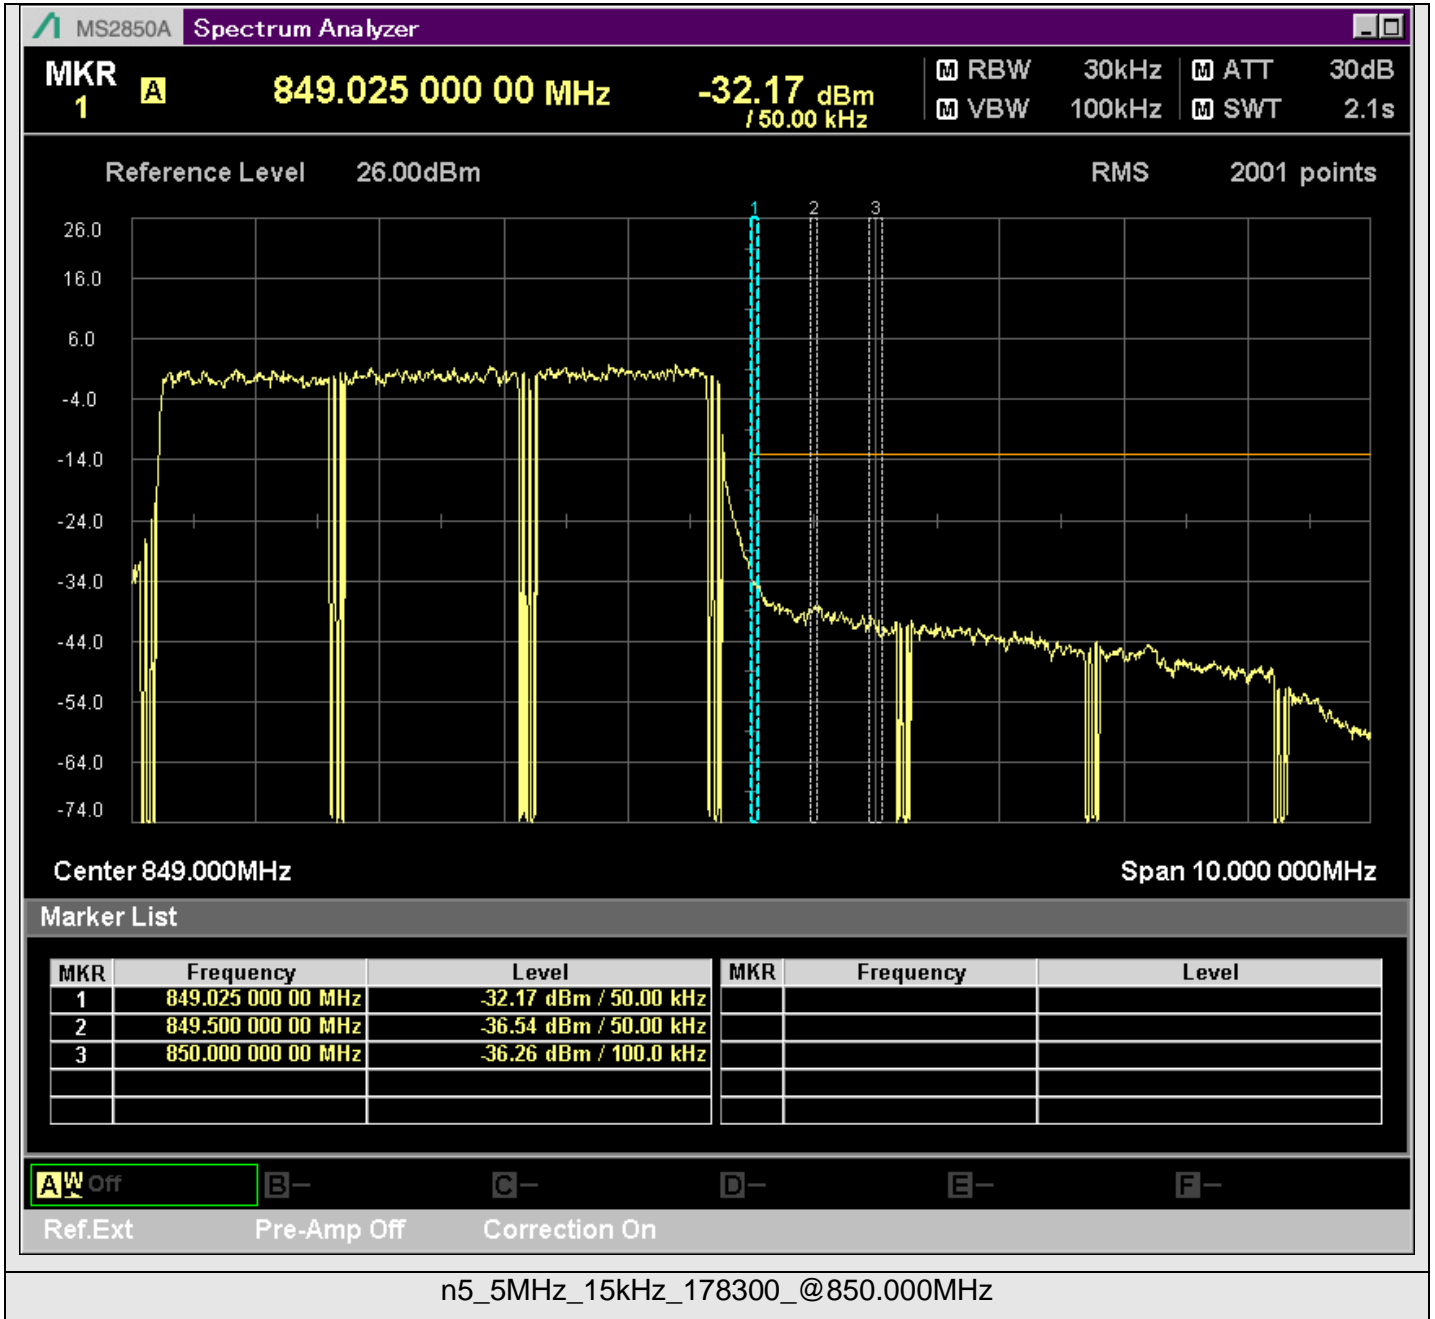 MS2850A Spectrum Analyzer
MKR 1 A 849.025 000 00 MHz -32.17 dBm / 50.00 kHz
M RBW 30kHz M ATT 30dB
M VBW 100kHz M SWT 2.1s
Reference Level 26.00dBm RMS 2001 points
1 2 3
26.0
16.0
6.0
-4.0
-14.0
-24.0
-34.0
-44.0
-54.0
-64.0
-74.0
Center 849.000MHz Span 10.000 000MHz
Marker List
MKR Frequency Level MKR Frequency Level
1 849.025 000 00 MHz -32.17 dBm / 50.00 kHz
2 849.500 000 00 MHz -36.54 dBm / 50.00 kHz
3 850.000 000 00 MHz -36.26 dBm / 100.0 kHz
A W Off B – C – D – E – F –
Ref.Ext Pre-Amp Off Correction On
n5_5MHz_15kHz_178300_@850.000MHz